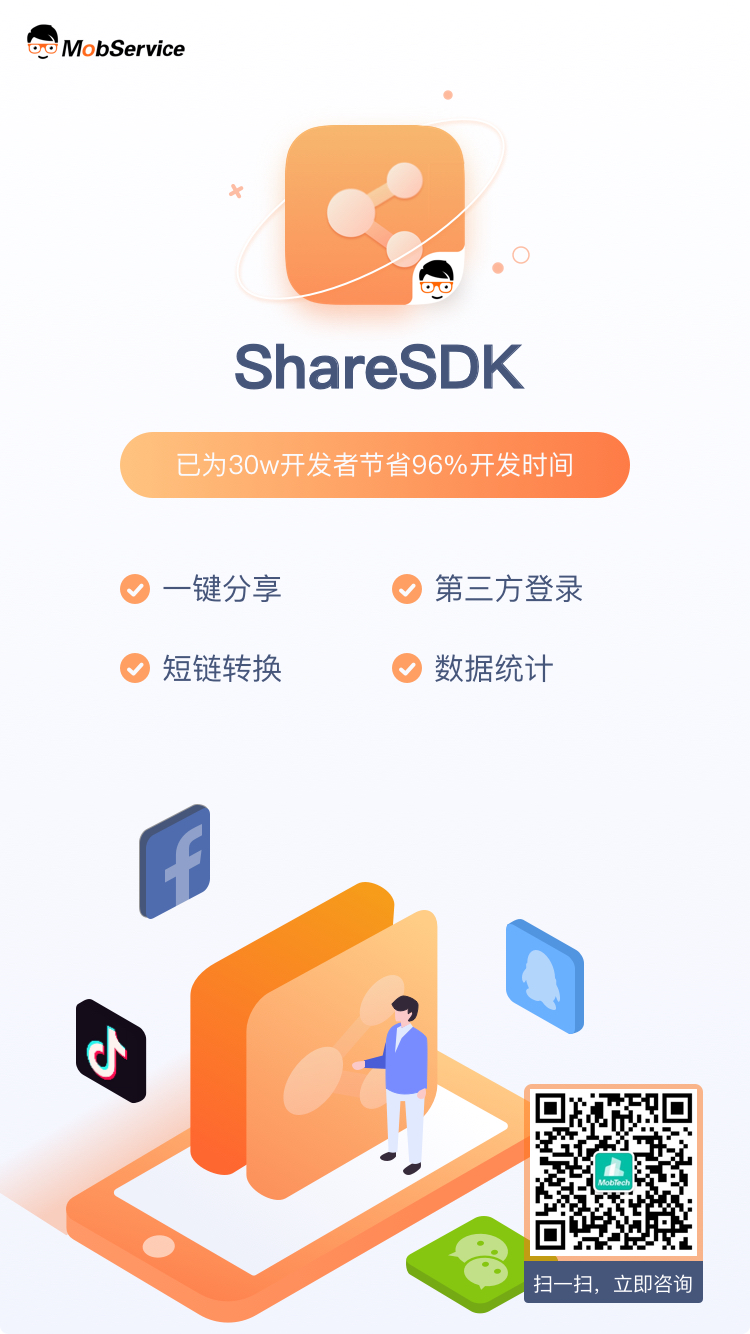 MobService
ShareSDK
已为30w开发者节省96%开发时间
一键分享
第三方登录
短链转换
数据统计
MobTech
扫一扫，立即咨询